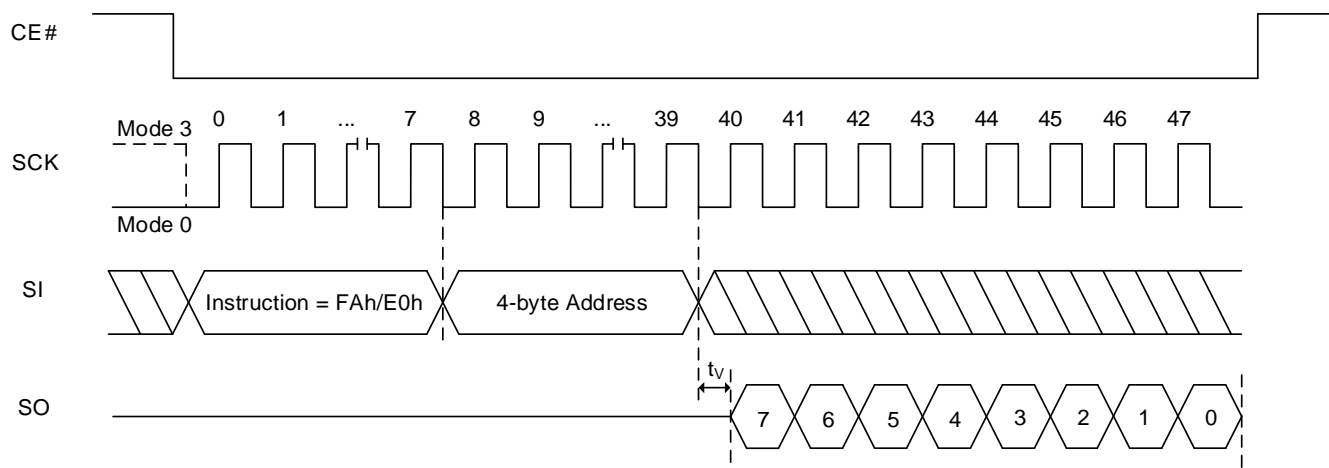 CE#
0 1 ... 7 8 9 ... 39 40 41 42 43 44 45 46 47
Mode 3
SCK
Mode 0
SI
Instruction = FAh/E0h
4-byte Address
tV
SO
7 6 5 4 3 2 1 0